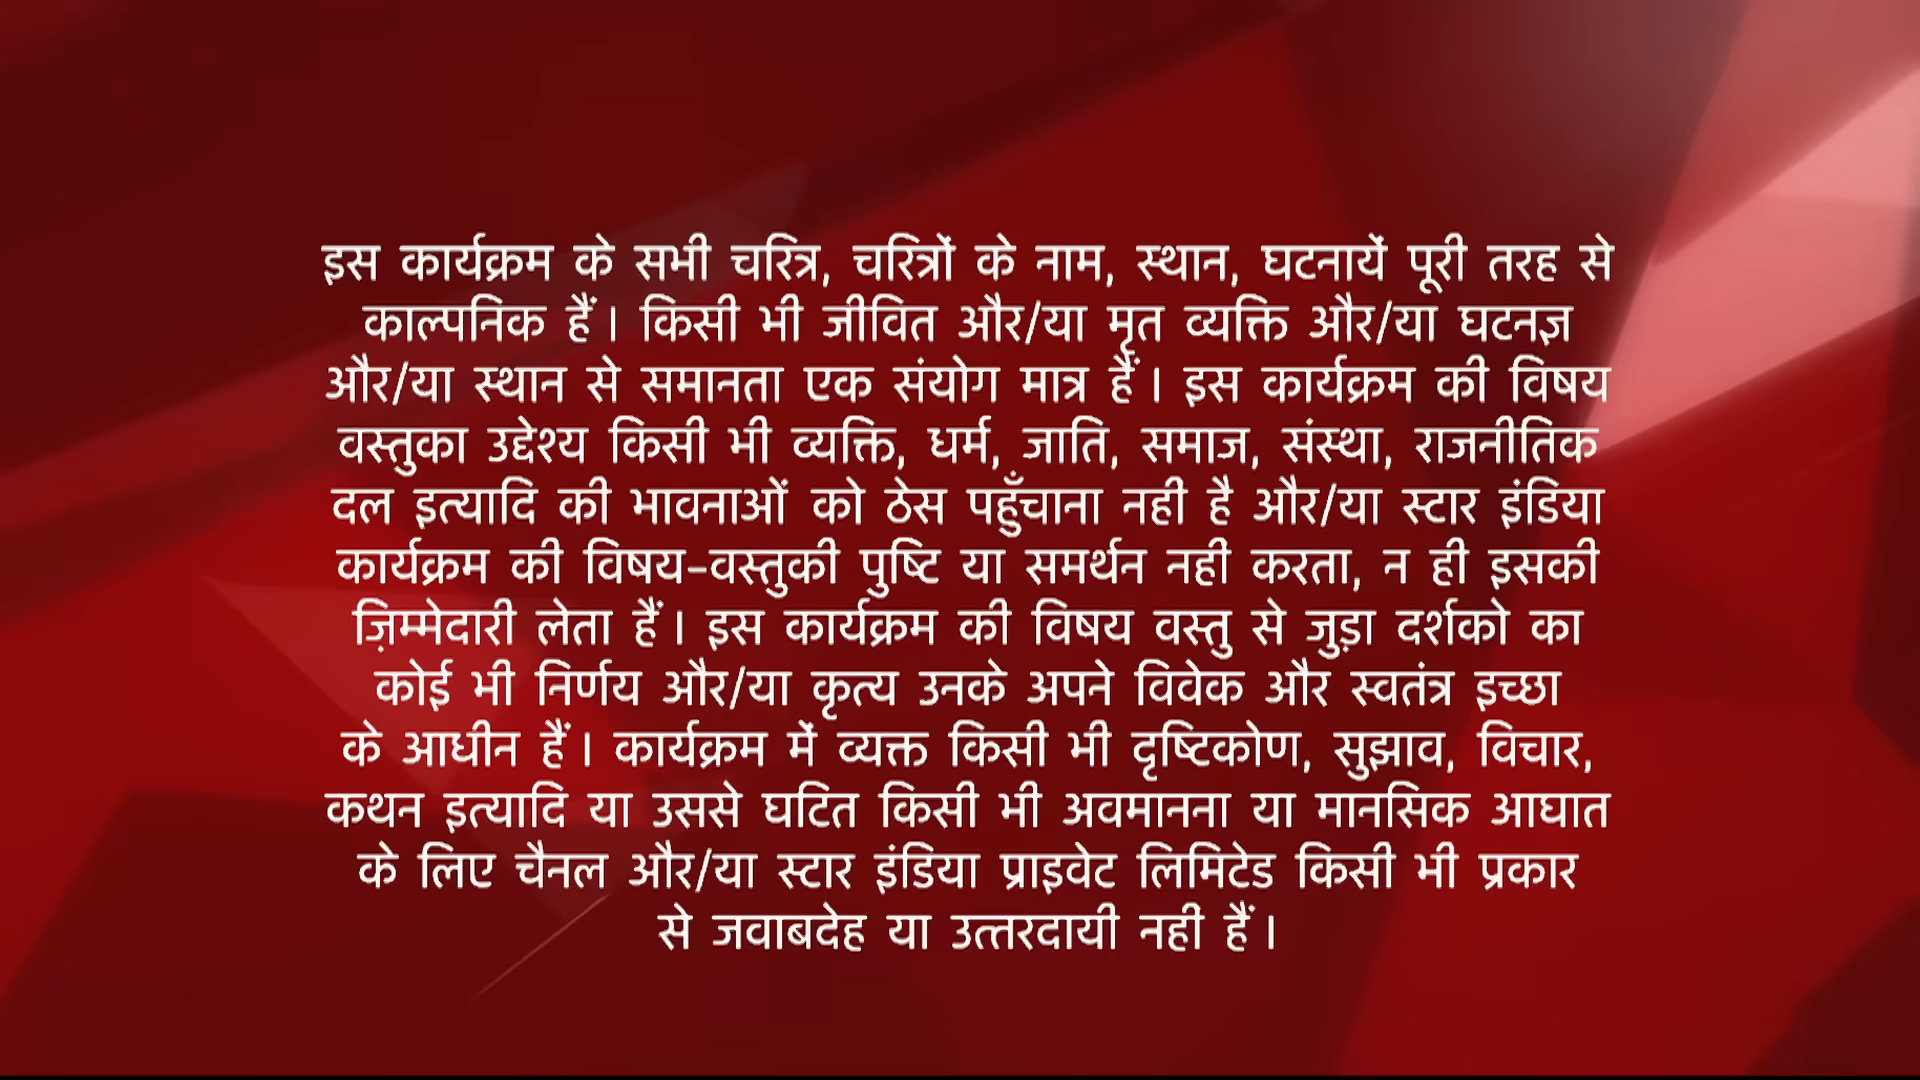 इस कार्यक्रम के सभी चरित्र, चरित्रों के नाम, स्थान, घटनायें पूरी तरह से
काल्पनिक हैं। किसी भी जीवित और/या मृत व्यक्ति और/या घटनज्ञ
और/या स्थान से समानता एक संयोग मात्र हैं। इस कार्यक्रम की विषय
वस्तुका उद्देश्य किसी भी व्यक्ति, धर्म, जाति, समाज, संस्था, राजनीतिक
दल इत्यादि की भावनाओं को ठेस पहुँचाना नही है और/या स्टार इंडिया
कार्यक्रम की विषय-वस्तुकी पुष्टि या समर्थन नही करता, न ही इसकी
ज़िम्मेदारी लेता हैं। इस कार्यक्रम की विषय वस्तु से जुड़ा दर्शको का
कोई भी निर्णय और/या कृत्य उनके अपने विवेक और स्वतंत्र इच्छा
के आधीन हैं। कार्यक्रम में व्यक्त किसी भी दृष्टिकोण, सुझाव, विचार,
कथन इत्यादि या उससे घटित किसी भी अवमानना या मानसिक आघात
के लिए चैनल और/या स्टार इंडिया प्राइवेट लिमिटेड किसी भी प्रकार
से जवाबदेह या उत्तरदायी नही हैं।